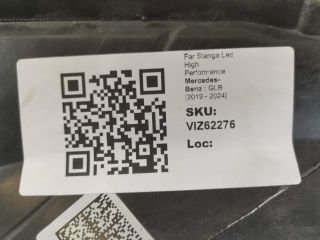 Far Stanga Led
High
Performance
Mercedes-
Benz : GLB
[2019 - 2024]
SKU:
VIZ62276
Loc: